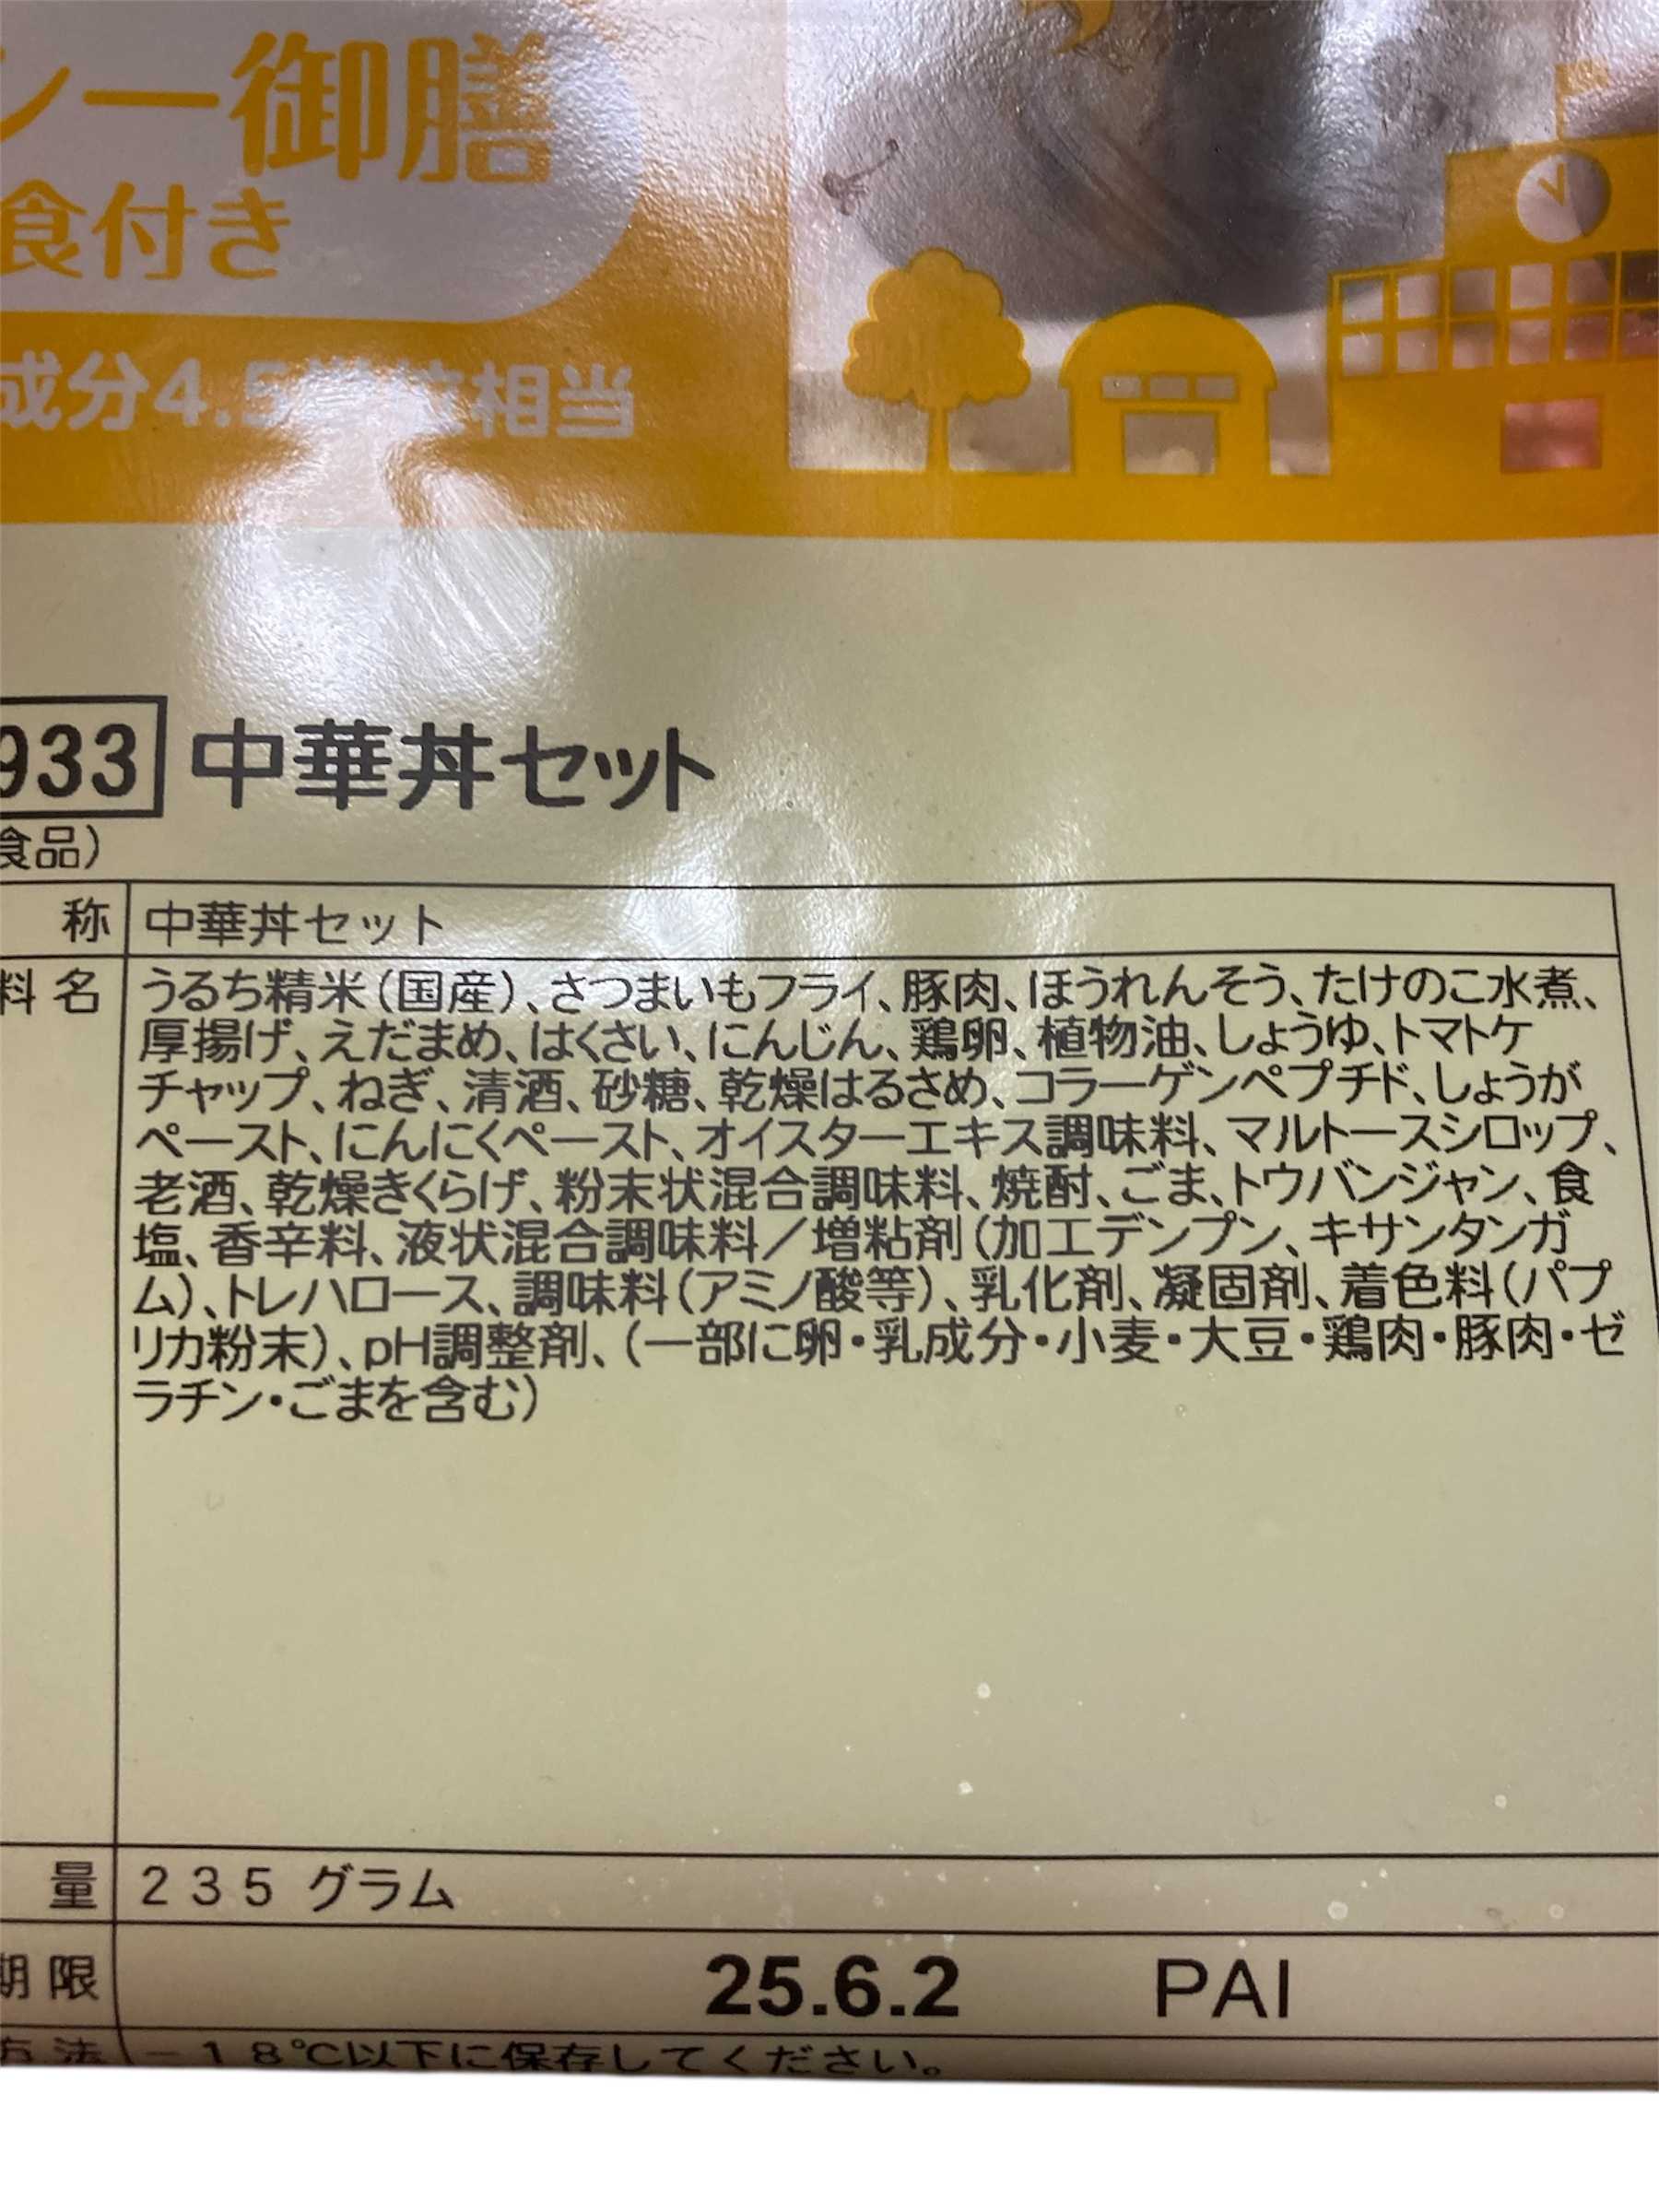 ー御膳
食付き
成分4.5単位相当
933 中華丼セット
食品)
称 中華丼セット
料名 うるち精米(国産)、さつまいもフライ、豚肉、ほうれんそう、たけのこ水煮、
厚揚げ、えだまめ、はくさい、にんじん、鶏卵、植物油、しょうゆ、トマトケ
チャップ、ねぎ、清酒、砂糖、乾燥はるさめ、コラーゲンペプチド、しょうが
ペースト、にんにくペースト、オイスターエキス調味料、マルトースシロップ、
老酒、乾燥きくらげ、粉末状混合調味料、焼酎、ごま、トウバンジャン、食
塩、香辛料、液状混合調味料/増粘剤(加工デンプン、キサンタンガ
ム)、トレハロース、調味料(アミノ酸等)、乳化剤、凝固剤、着色料(パプ
リカ粉末)、pH調整剤、(一部に卵・乳成分・小麦・大豆・鶏肉・豚肉・ゼ
ラチン・ごまを含む)
量 235 グラム
期限 25.6.2 PAI
方法 -18℃以下に保存してください。